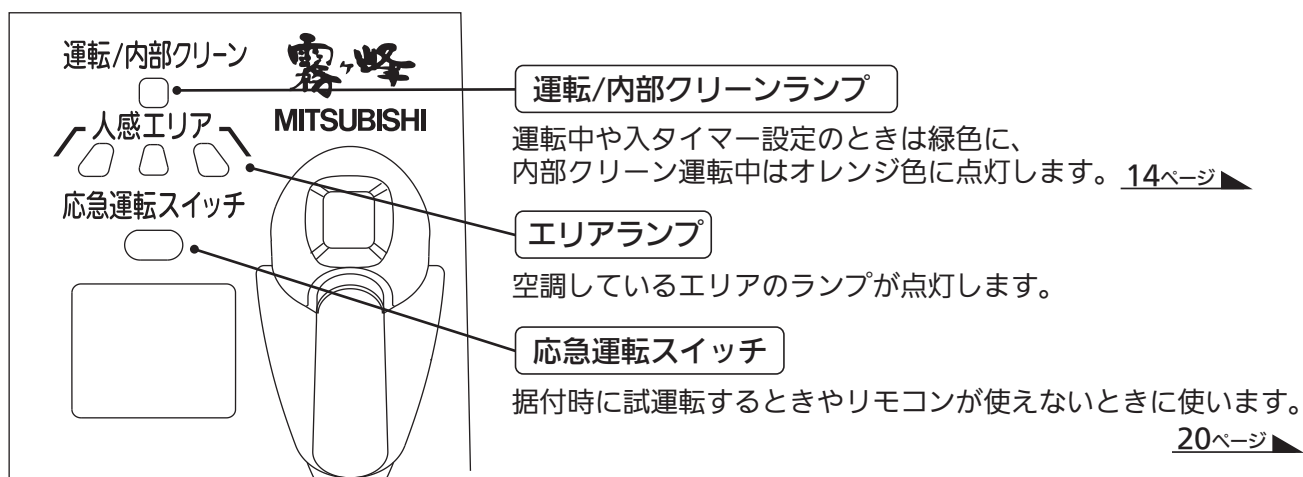 運転/内部クリーン
霧ヶ峰
MITSUBISHI
人感エリア
応急運転スイッチ
運転/内部クリーンランプ
運転中や入タイマー設定のときは緑色に、
内部クリーン運転中はオレンジ色に点灯します。 14ページ
エリアランプ
空調しているエリアのランプが点灯します。
応急運転スイッチ
据付時に試運転するときやリモコンが使えないときに使います。
20ページ